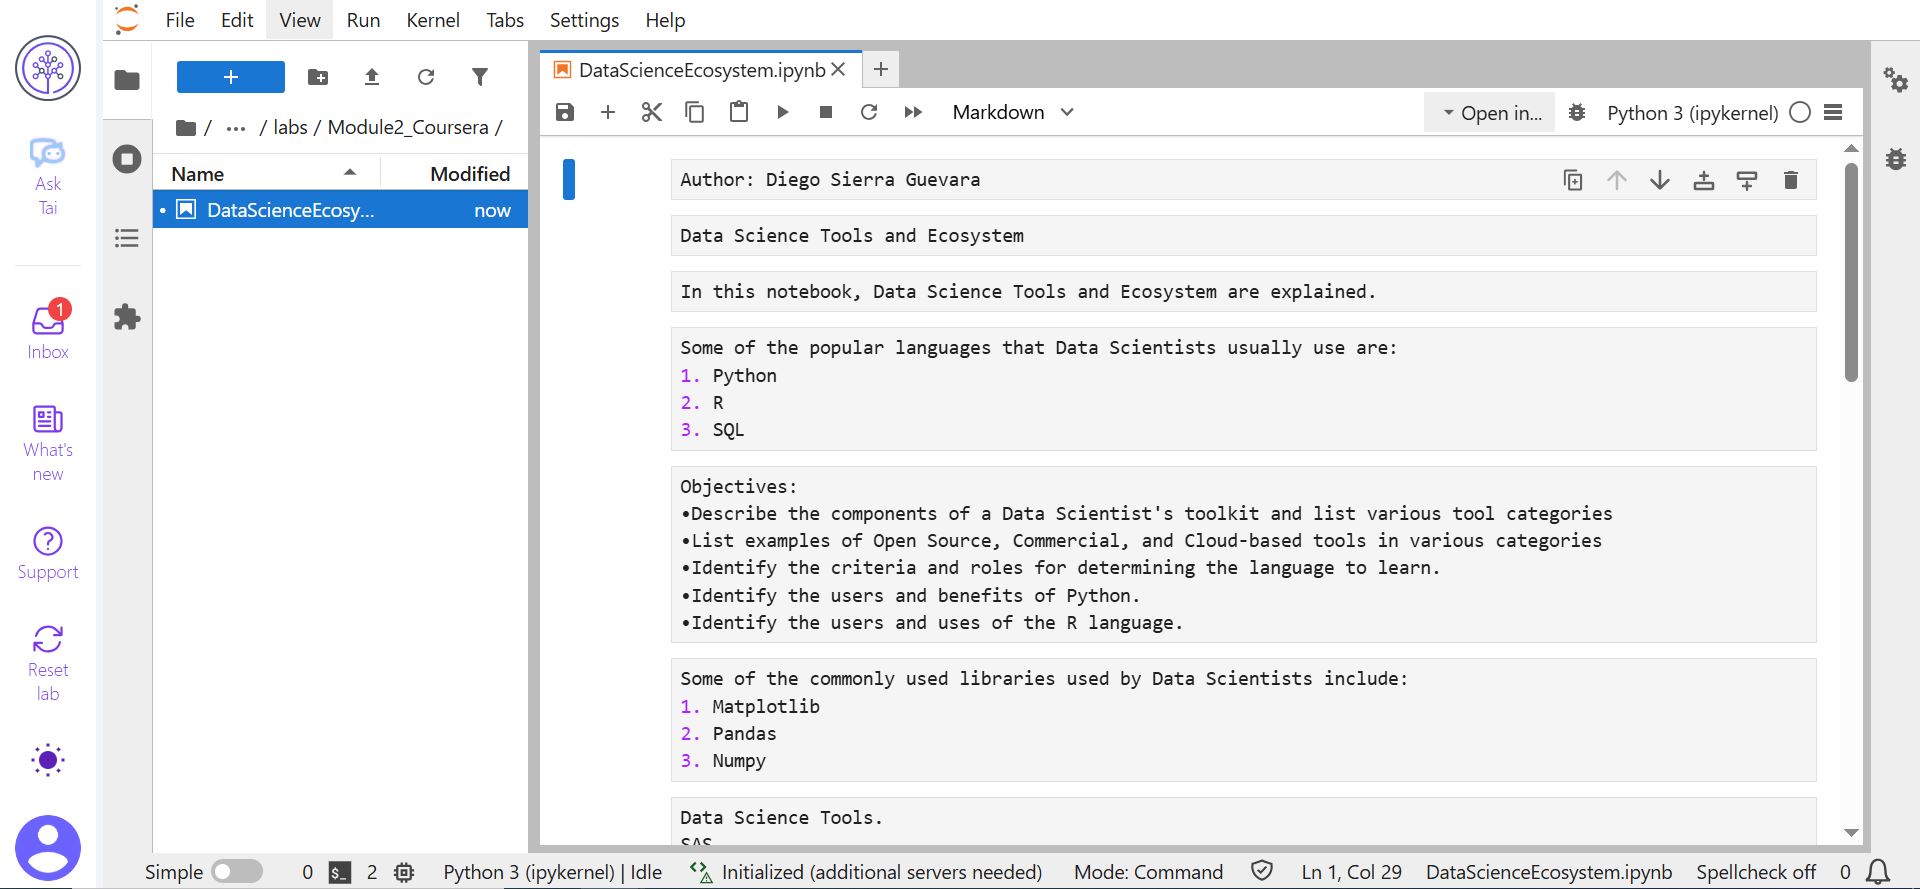 File Edit View Run Kernel Tabs Settings Help
Ask
Tai
1
Inbox
What's
new
Support
Reset
lab
/ ... / labs / Module2_Coursera /
Name Modified
• DataScienceEcosy... now
DataScienceEcosystem.ipynb
Markdown Open in... Python 3 (ipykernel)
Author: Diego Sierra Guevara
Data Science Tools and Ecosystem
In this notebook, Data Science Tools and Ecosystem are explained.
Some of the popular languages that Data Scientists usually use are:
1. Python
2. R
3. SQL
Objectives:
•Describe the components of a Data Scientist's toolkit and list various tool categories
•List examples of Open Source, Commercial, and Cloud-based tools in various categories
•Identify the criteria and roles for determining the language to learn.
•Identify the users and benefits of Python.
•Identify the users and uses of the R language.
Some of the commonly used libraries used by Data Scientists include:
1. Matplotlib
2. Pandas
3. Numpy
Data Science Tools.
SAS
Simple 0 $_ 2 Python 3 (ipykernel) | Idle Initialized (additional servers needed) Mode: Command Ln 1, Col 29 DataScienceEcosystem.ipynb Spellcheck off 0